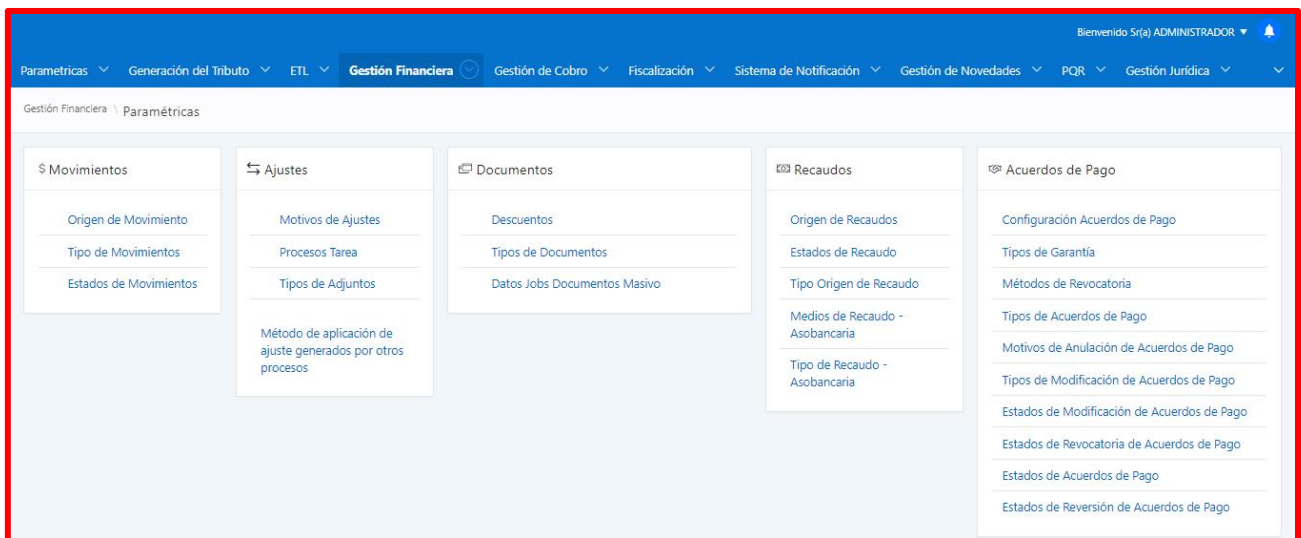 Bienvenido Sr(a) ADMINISTRADOR
Parametricas Generación del Tributo ETL Gestión Financiera Gestión de Cobro Fiscalización Sistema de Notificación Gestión de Novedades PQR Gestión Jurídica
Gestión Financiera \ Paramétricas
$ Movimientos
Origen de Movimiento
Tipo de Movimientos
Estados de Movimientos
Ajustes
Motivos de Ajustes
Procesos Tarea
Tipos de Adjuntos
Método de aplicación de
ajuste generados por otros
procesos
Documentos
Descuentos
Tipos de Documentos
Datos Jobs Documentos Masivo
Recaudos
Origen de Recaudos
Estados de Recaudo
Tipo Origen de Recaudo
Medios de Recaudo -
Asobancaria
Tipo de Recaudo -
Asobancaria
Acuerdos de Pago
Configuración Acuerdos de Pago
Tipos de Garantía
Métodos de Revocatoria
Tipos de Acuerdos de Pago
Motivos de Anulación de Acuerdos de Pago
Tipos de Modificación de Acuerdos de Pago
Estados de Modificación de Acuerdos de Pago
Estados de Revocatoria de Acuerdos de Pago
Estados de Acuerdos de Pago
Estados de Reversión de Acuerdos de Pago